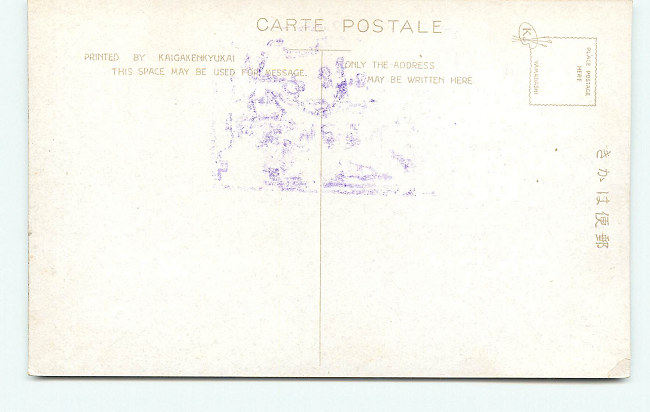 CARTE POSTALE
PRINTED BY KAIGAKENKYUKAI
THIS SPACE MAY BE USED FOR MESSAGE.
ONLY THE ADDRESS
MAY BE WRITTEN HERE
PLACE POSTAGE
HERE
きかは便郵